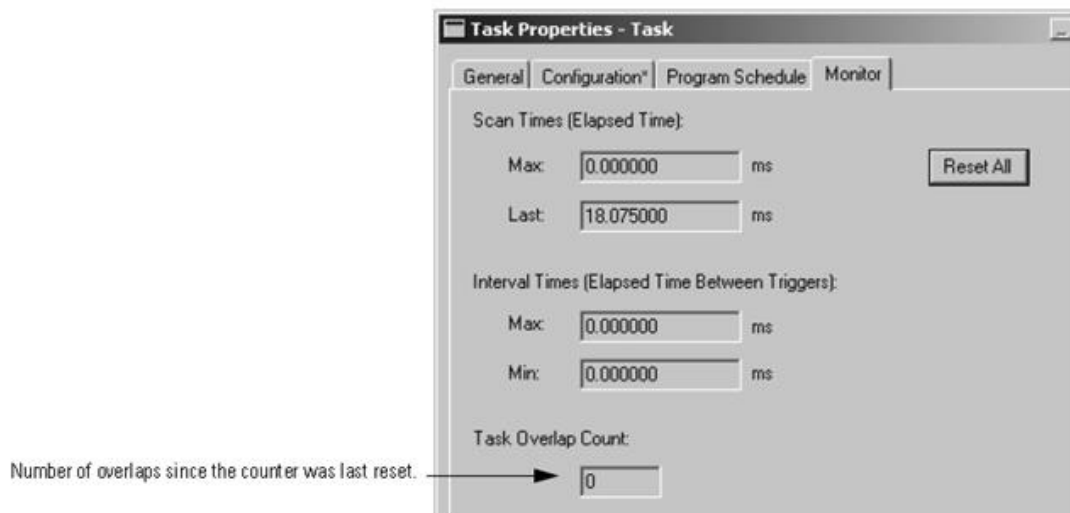 Task Properties - Task
General Configuration* Program Schedule Monitor
Scan Times (Elapsed Time):
Max: 0.000000 ms Reset All
Last: 18.075000 ms
Interval Times (Elapsed Time Between Triggers):
Max: 0.000000 ms
Min: 0.000000 ms
Task Overlap Count:
Number of overlaps since the counter was last reset. 0